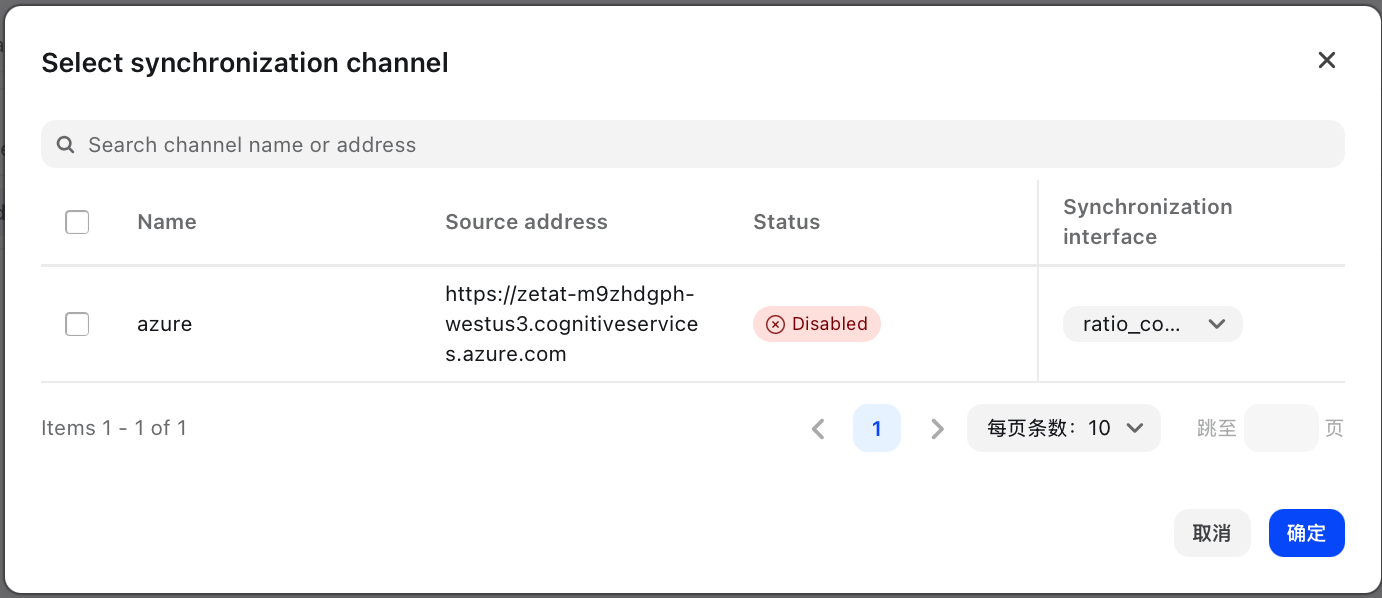 Select synchronization channel
Search channel name or address
Name
Source address
Status
Synchronization
interface
azure
https://zetat-m9zhdgph-
westus3.cognitiveservice
s.azure.com
Disabled
ratio_co...
Items 1 - 1 of 1
1
每页条数：10
跳至
页
取消
确定